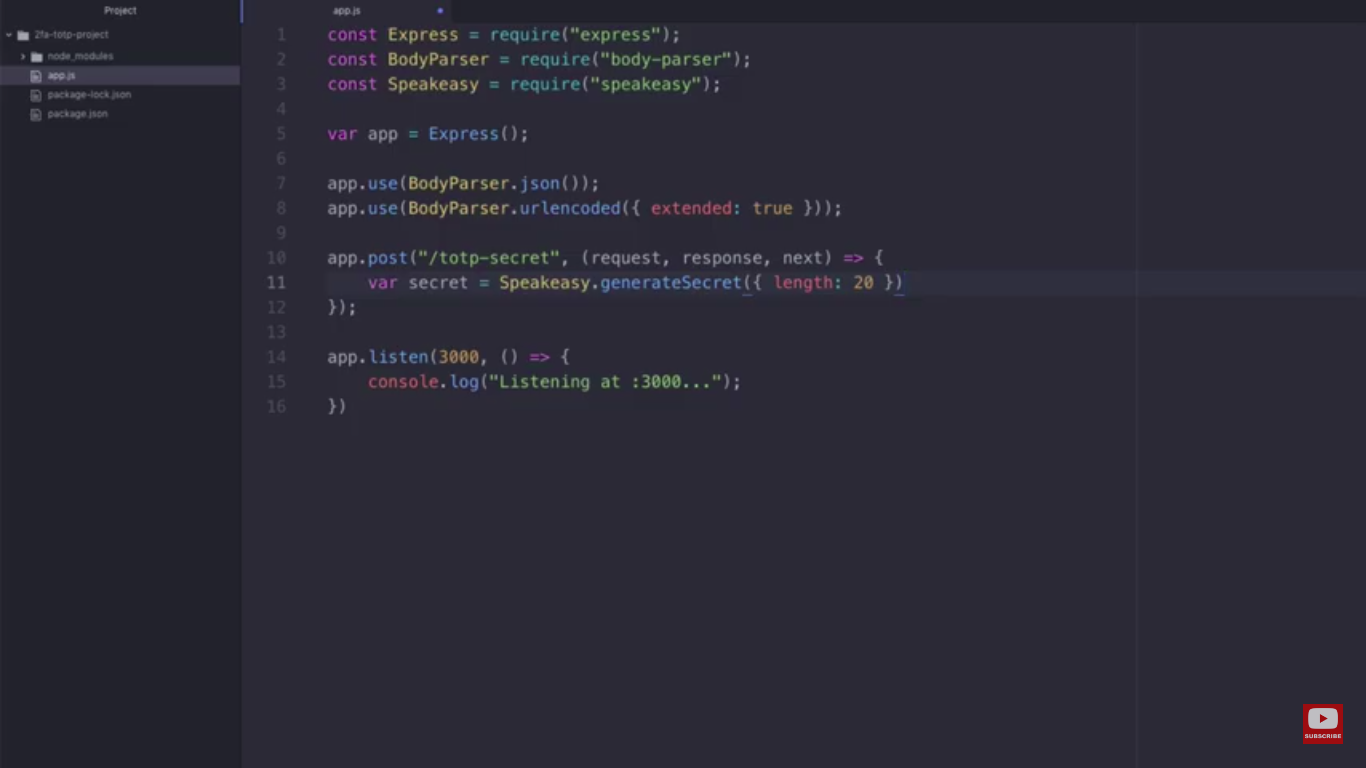 Project
2fa-totp-project
node_modules
app.js
package-lock.json
package.json
app.js
1 const Express = require("express");
2 const BodyParser = require("body-parser");
3 const Speakeasy = require("speakeasy");
4
5 var app = Express();
6
7 app.use(BodyParser.json());
8 app.use(BodyParser.urlencoded({ extended: true }));
9
10 app.post("/totp-secret", (request, response, next) => {
11     var secret = Speakeasy.generateSecret({ length: 20 })
12 });
13
14 app.listen(3000, () => {
15     console.log("Listening at :3000...");
16 })
SUBSCRIBE